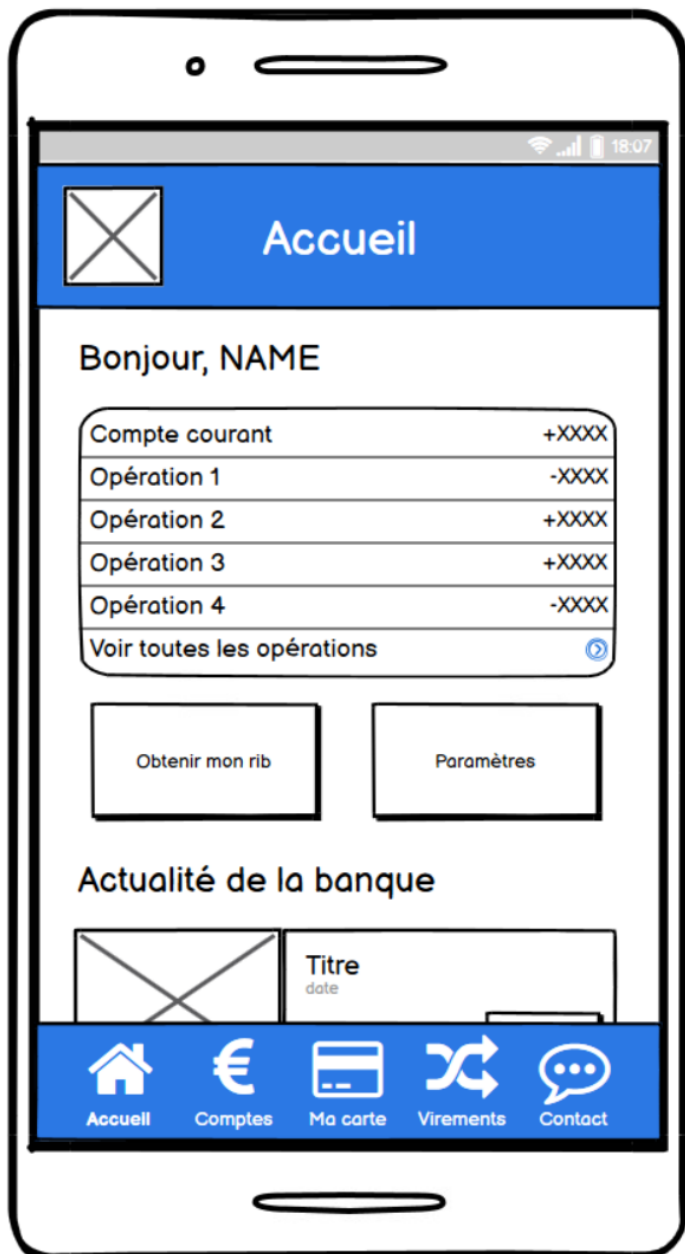 18:07
Accueil
Bonjour, NAME
Compte courant +XXXX
Opération 1 -XXXX
Opération 2 +XXXX
Opération 3 +XXXX
Opération 4 -XXXX
Voir toutes les opérations
Obtenir mon rib Paramètres
Actualité de la banque
Titre
date
Accueil Comptes Ma carte Virements Contact